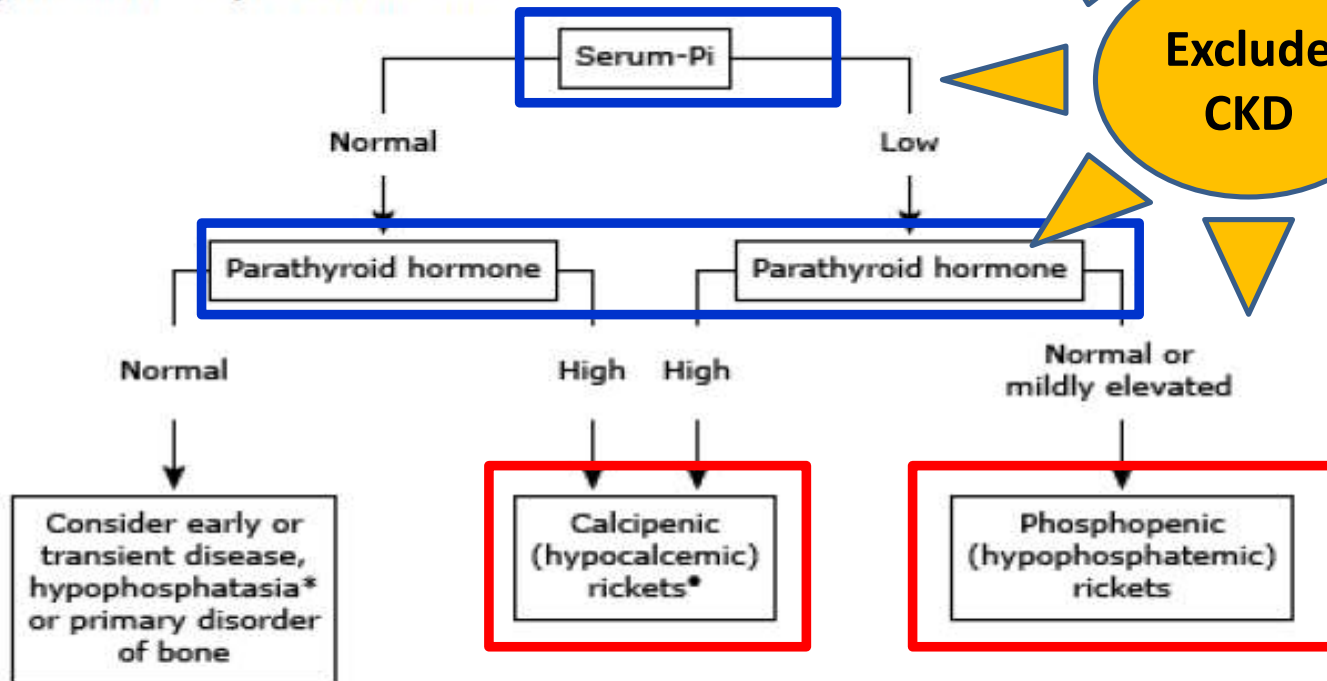 Serum-Pi
Exclude
CKD
Normal
Low
Parathyroid hormone
Parathyroid hormone
Normal
High
High
Normal or
mildly elevated
Consider early or
transient disease,
hypophosphatasia*
or primary disorder
of bone
Calcipenic
(hypocalcemic)
rickets•
Phosphopenic
(hypophosphatemic)
rickets